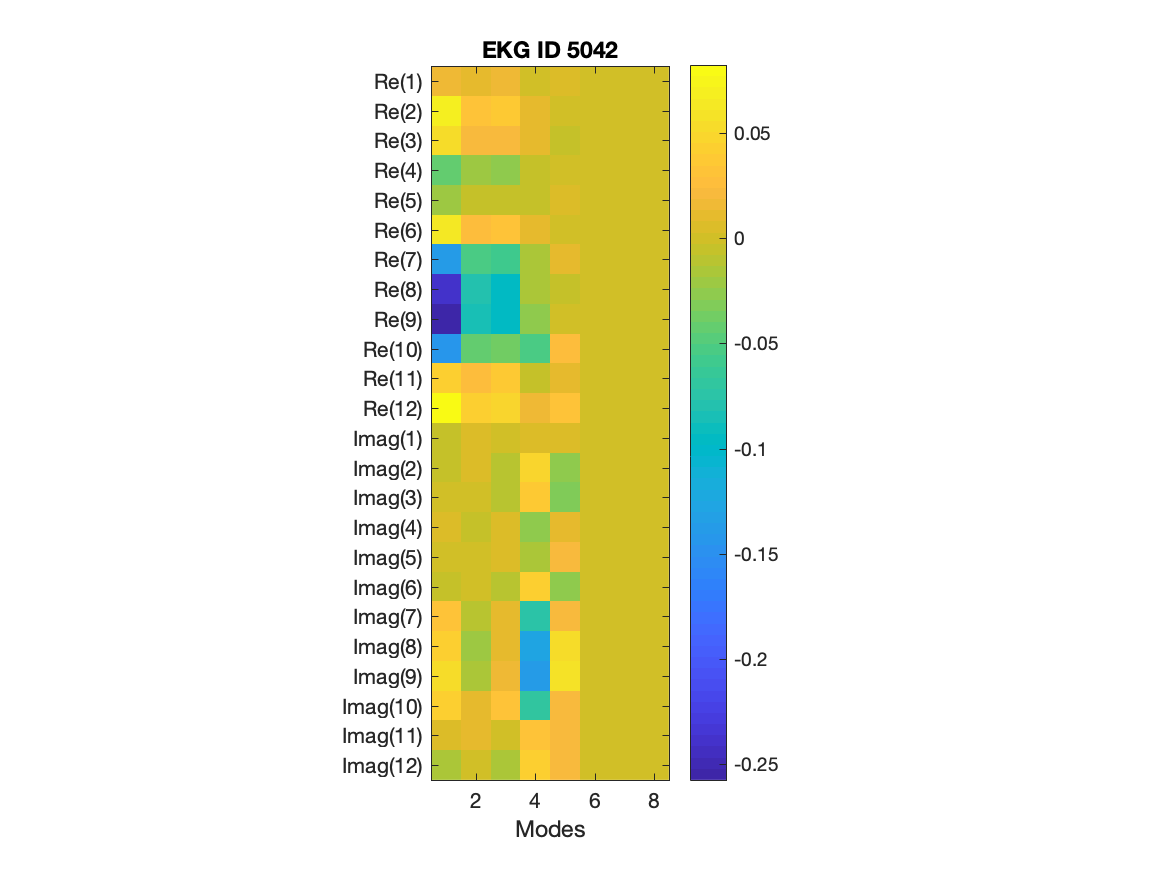 EKG ID 5042
Re(1)
Re(2)
Re(3)
Re(4)
Re(5)
Re(6)
Re(7)
Re(8)
Re(9)
Re(10)
Re(11)
Re(12)
Imag(1)
Imag(2)
Imag(3)
Imag(4)
Imag(5)
Imag(6)
Imag(7)
Imag(8)
Imag(9)
Imag(10)
Imag(11)
Imag(12)
2 4 6 8
Modes
0.05
0
-0.05
-0.1
-0.15
-0.2
-0.25